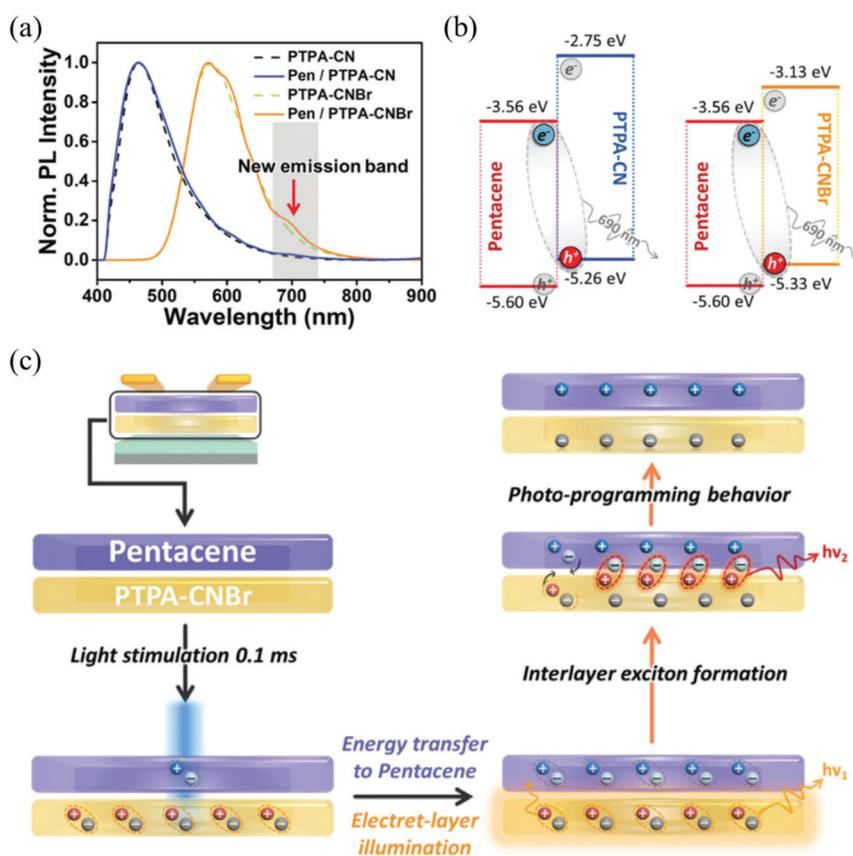 (a)
Norm. PL Intensity
1.0
0.8
0.6
0.4
0.2
0.0
PTPA-CN
Pen / PTPA-CN
PTPA-CNBr
Pen / PTPA-CNBr
New emission band
400
500
600
700
800
900
Wavelength (nm)
(b)
-2.75 eV
e⁻
-3.56 eV
e⁻
Pentacene
PTPA-CN
690 nm
h⁺
-5.26 eV
h⁺
-5.60 eV
-3.13 eV
e⁻
-3.56 eV
e⁻
Pentacene
PTPA-CNBr
690 nm
h⁺
-5.33 eV
h⁺
-5.60 eV
(c)
Pentacene
PTPA-CNBr
Light stimulation 0.1 ms
Energy transfer
to Pentacene
Electret-layer
illumination
hv₁
Interlayer exciton formation
hv₂
Photo-programming behavior